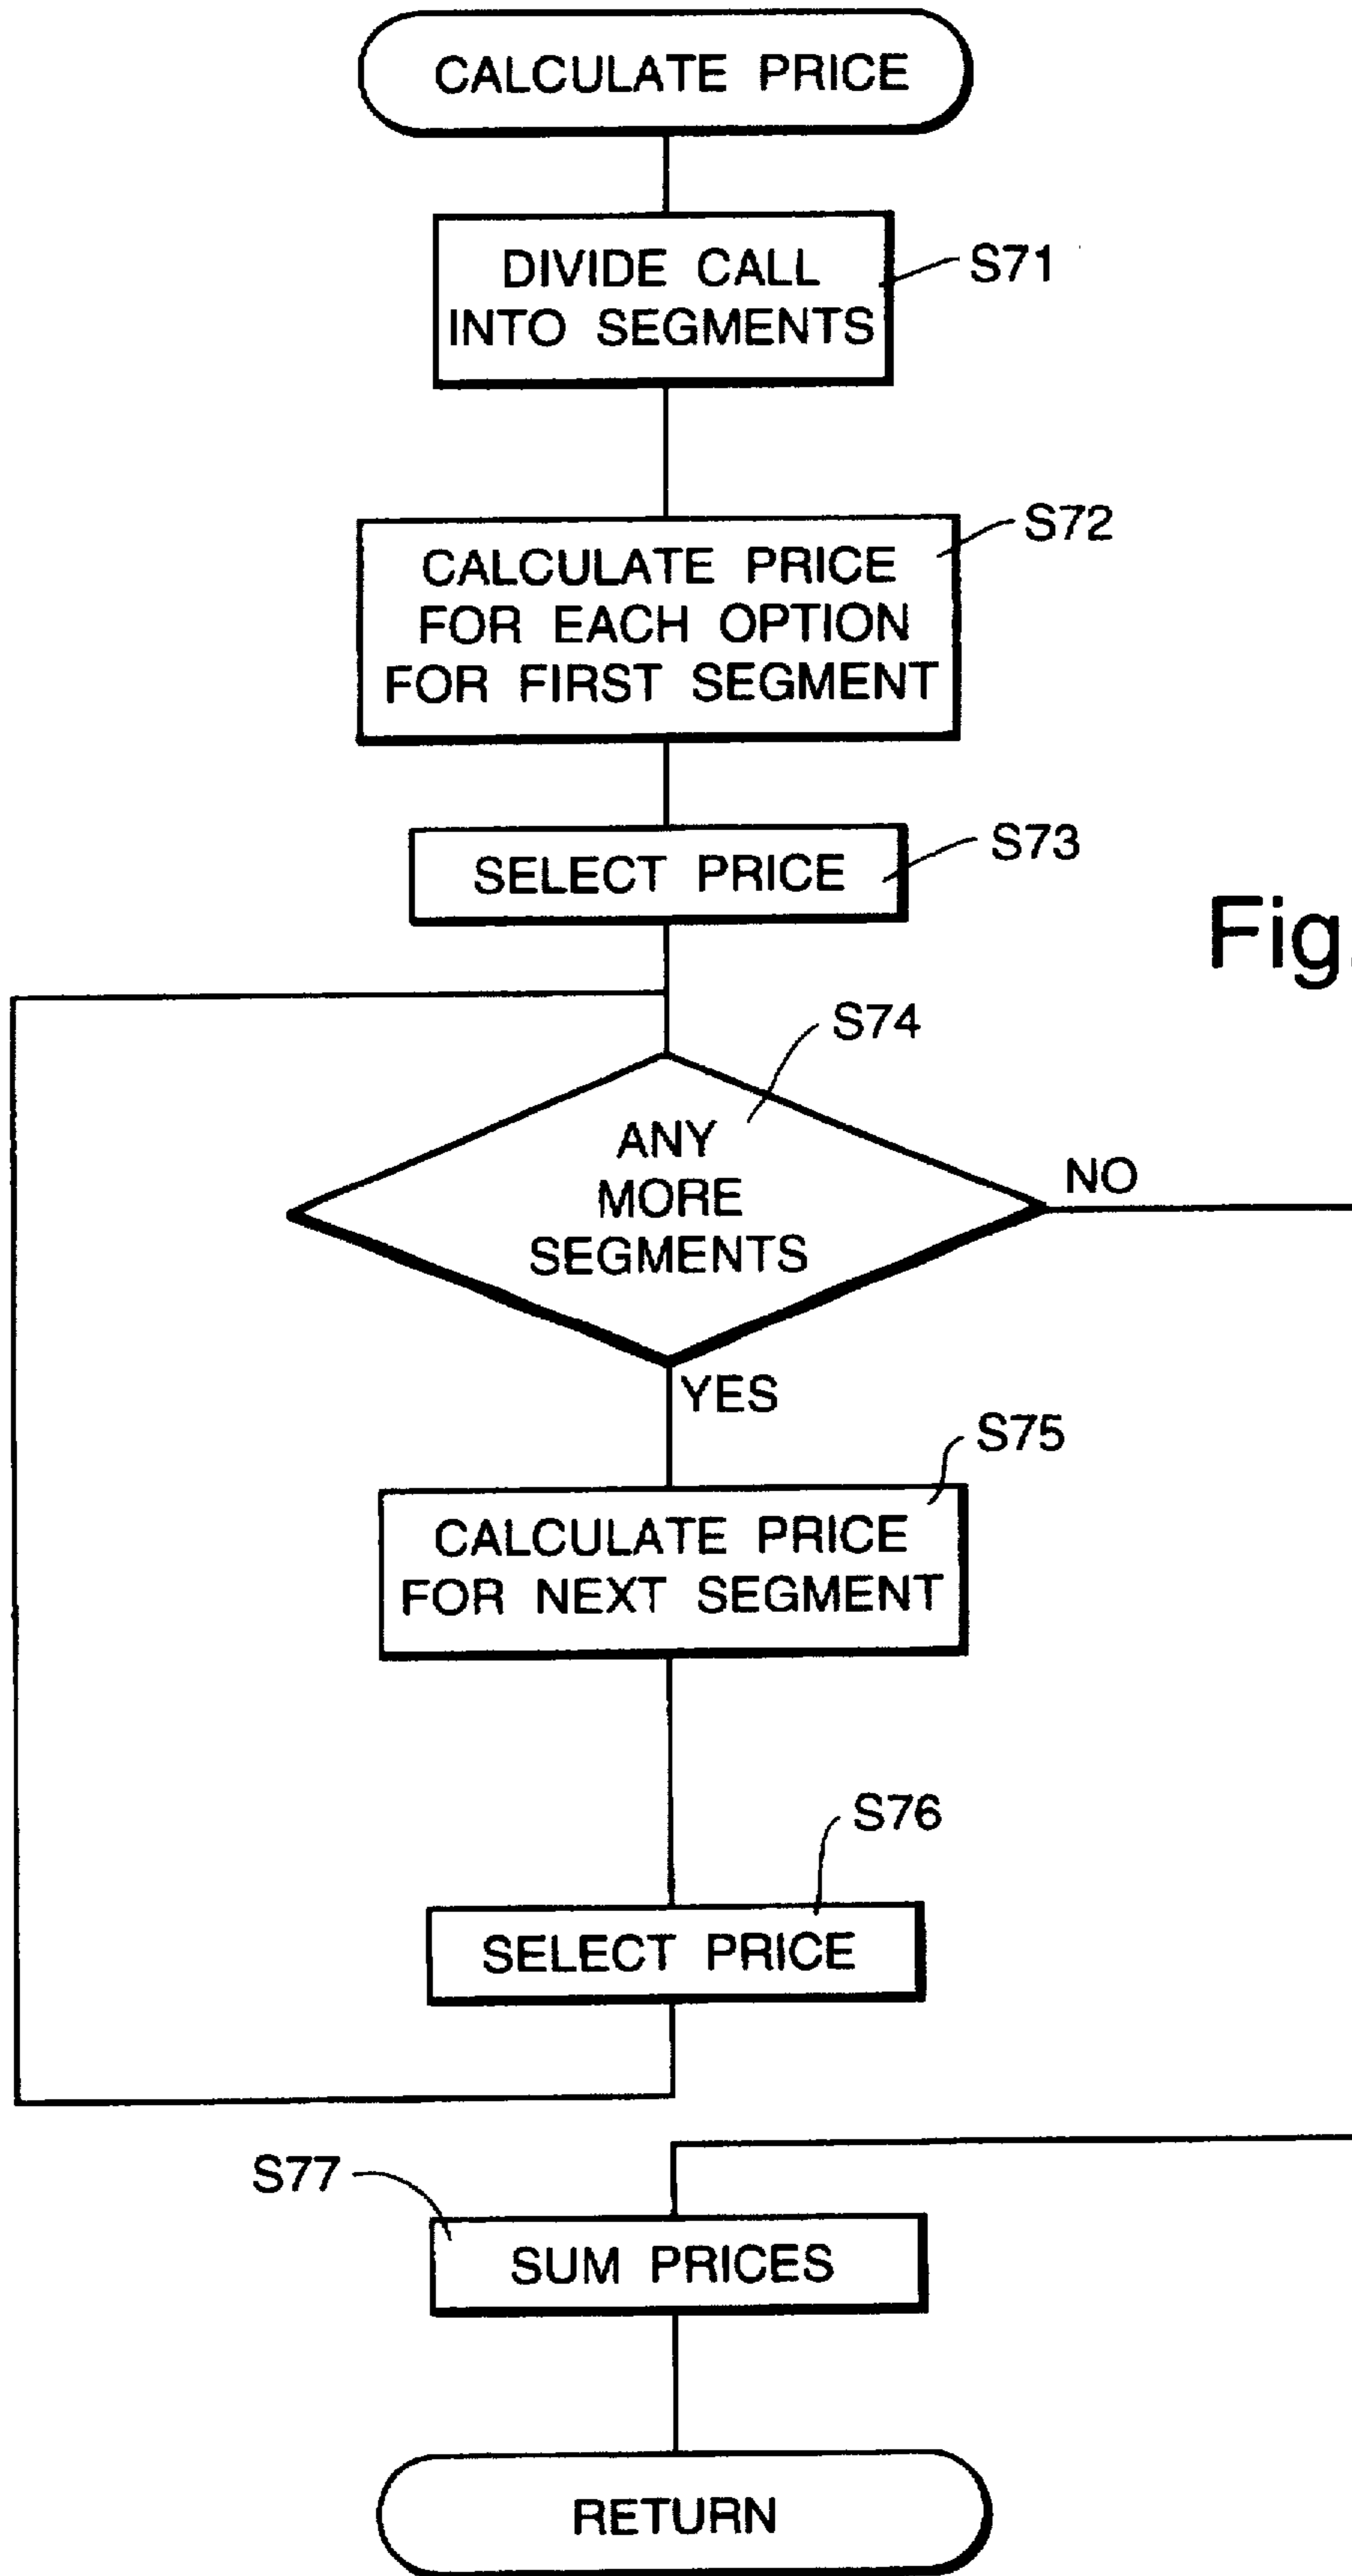 CALCULATE PRICE
DIVIDE CALL
INTO SEGMENTS
S71
CALCULATE PRICE
FOR EACH OPTION
FOR FIRST SEGMENT
S72
SELECT PRICE
S73
Fig.
S74
ANY
MORE
SEGMENTS
NO
YES
S75
CALCULATE PRICE
FOR NEXT SEGMENT
S76
SELECT PRICE
S77
SUM PRICES
RETURN